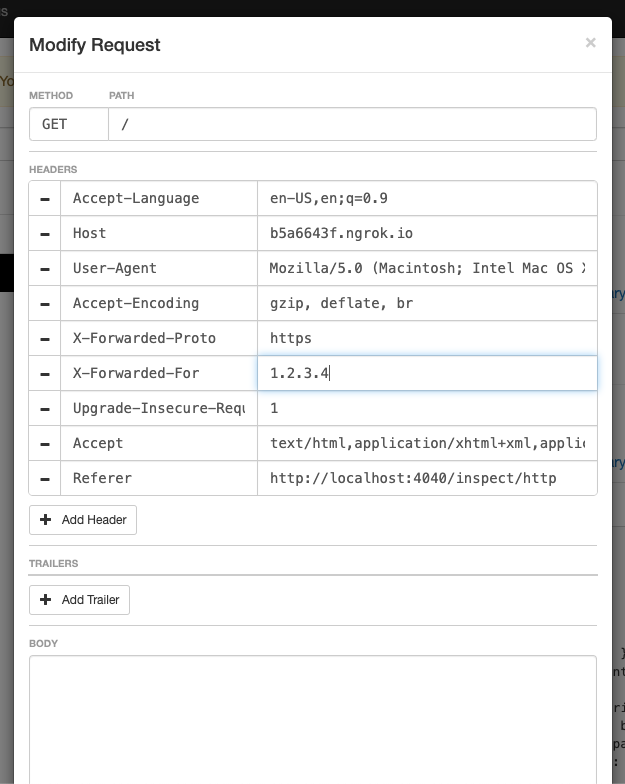 Modify Request ×
METHOD PATH
GET /
HEADERS
Accept-Language en-US,en;q=0.9
Host b5a6643f.ngrok.io
User-Agent Mozilla/5.0 (Macintosh; Intel Mac OS
Accept-Encoding gzip, deflate, br
X-Forwarded-Proto https
X-Forwarded-For 1.2.3.4
Upgrade-Insecure-Requ 1
Accept text/html,application/xhtml+xml,applic
Referer http://localhost:4040/inspect/http
+ Add Header
TRAILERS
+ Add Trailer
BODY